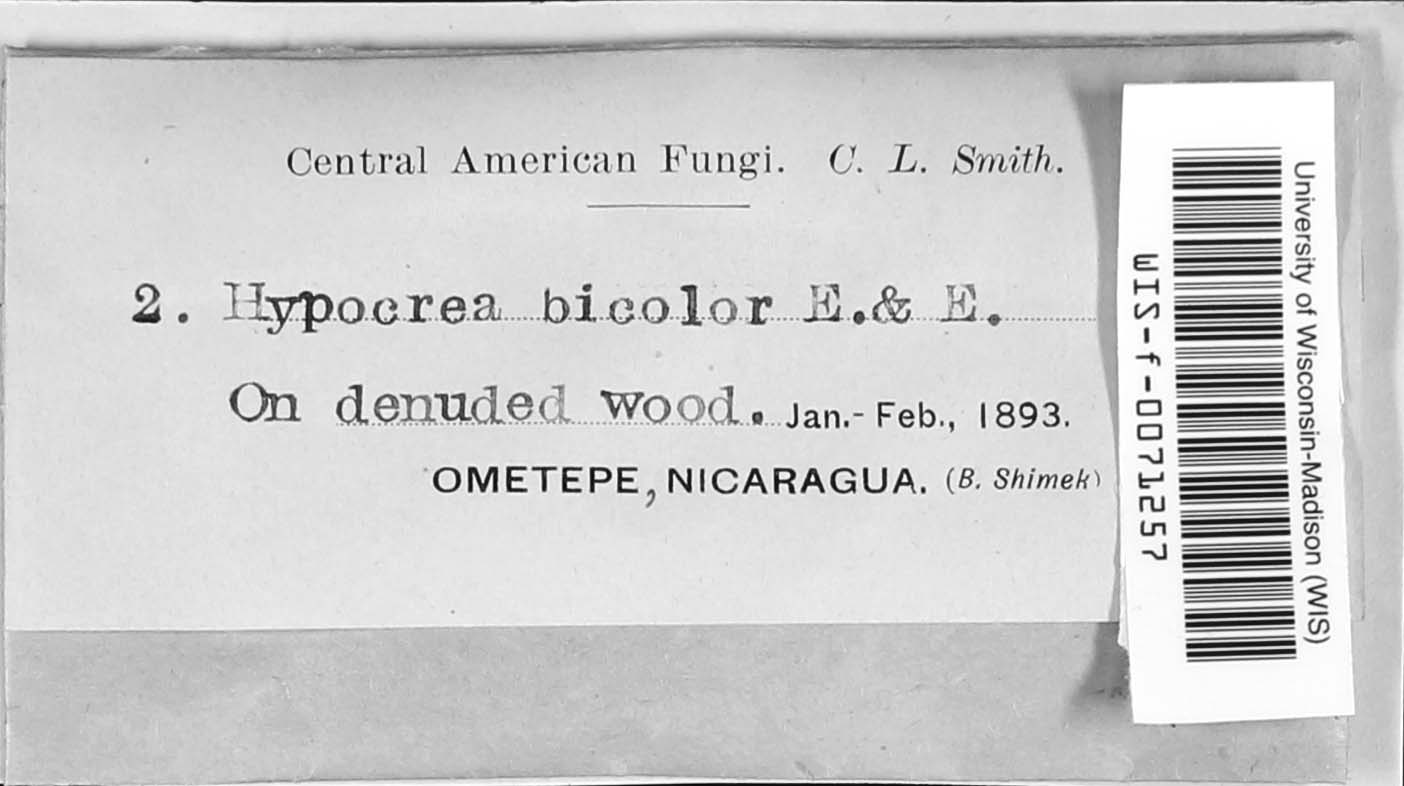 Central American Fungi. C. L. Smith.
2. Hypocrea bicolor E.& E.
On denuded wood. Jan.- Feb., 1893.
OMETEPE, NICARAGUA. (B. Shimek)
University of Wisconsin-Madison (WIS)
WIS-f-0071257